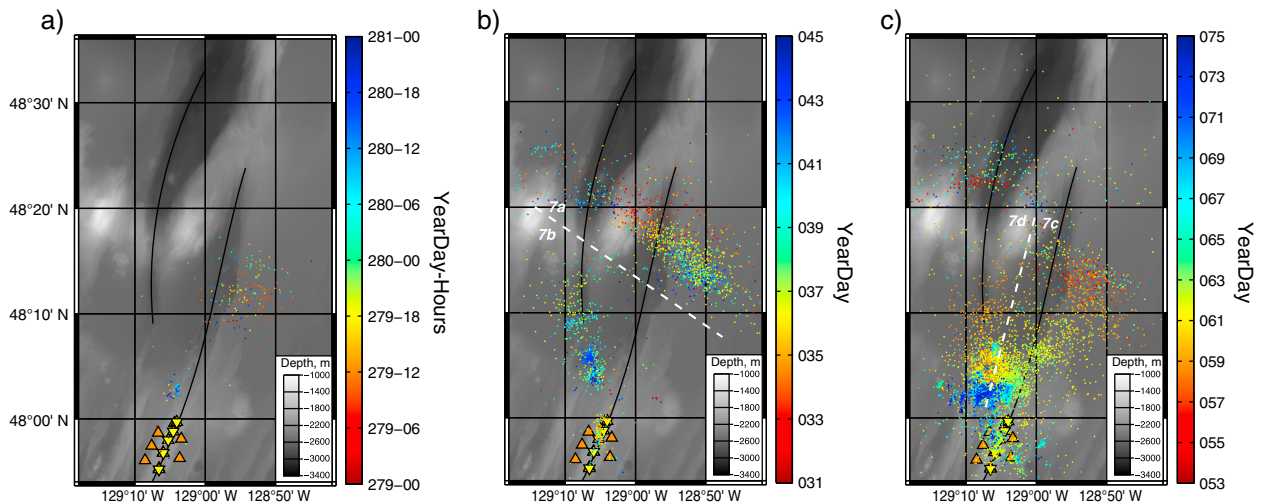 a)
b)
c)
48°30' N
48°20' N
48°10' N
48°00' N
129°10' W
129°00' W
128°50' W
Depth, m
−1000
−1400
−1800
−2200
−2600
−3000
−3400
281−00
280−18
280−12
280−06
280−00
279−18
279−12
279−06
279−00
YearDay−Hours
7a
7b
129°10' W
129°00' W
128°50' W
Depth, m
−1000
−1400
−1800
−2200
−2600
−3000
−3400
045
043
041
039
037
035
033
031
YearDay
7d
7c
129°10' W
129°00' W
128°50' W
Depth, m
−1000
−1400
−1800
−2200
−2600
−3000
−3400
075
073
071
069
067
065
063
061
059
057
055
053
YearDay